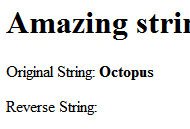 Amazing strin
Original String: Octopus
Reverse String: